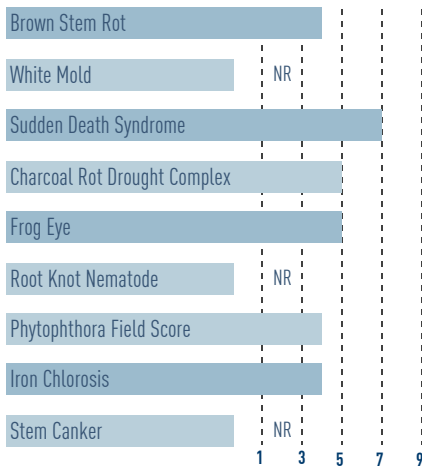 Brown Stem Rot
White Mold NR
Sudden Death Syndrome
Charcoal Rot Drought Complex
Frog Eye
Root Knot Nematode NR
Phytophthora Field Score
Iron Chlorosis
Stem Canker NR
1 3 5 7 9